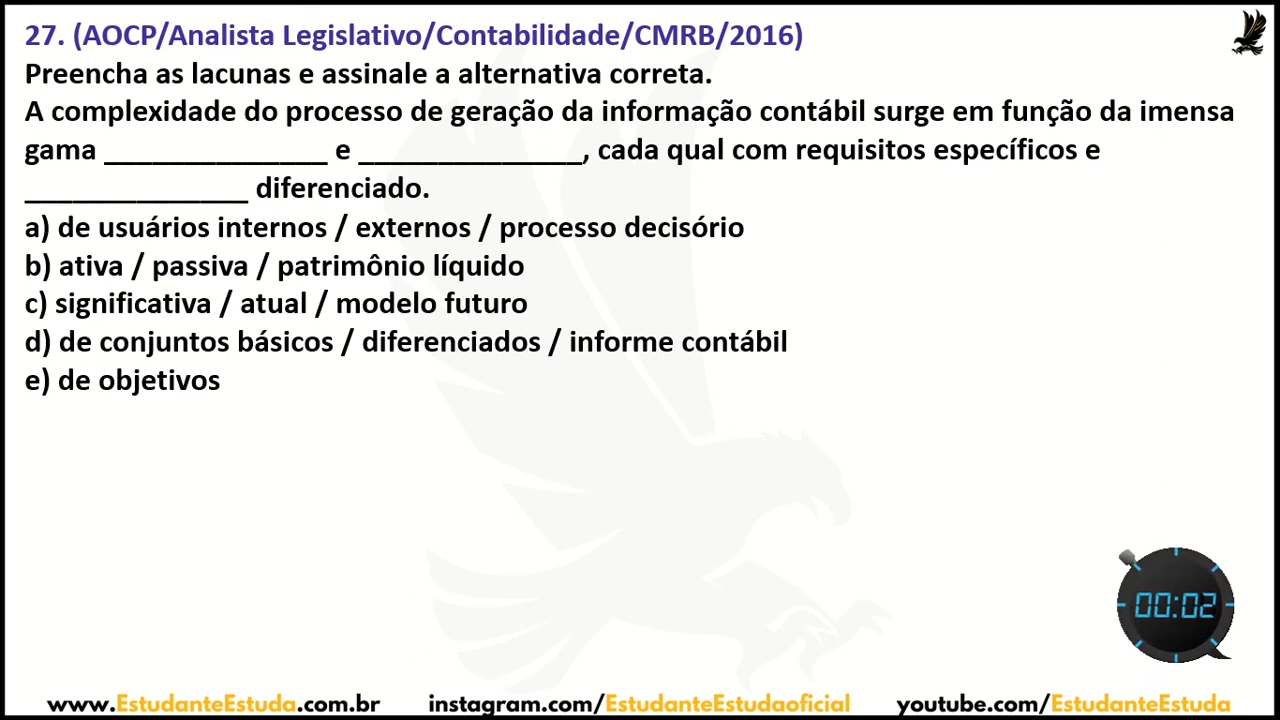 27. (AOCP/Analista Legislativo/Contabilidade/CMRB/2016)
Preencha as lacunas e assinale a alternativa correta.
A complexidade do processo de geração da informação contábil surge em função da imensa
gama ______________ e ______________, cada qual com requisitos específicos e
______________ diferenciado.
a) de usuários internos / externos / processo decisório
b) ativa / passiva / patrimônio líquido
c) significativa / atual / modelo futuro
d) de conjuntos básicos / diferenciados / informe contábil
e) de objetivos
00:02
www.EstudanteEstuda.com.br instagram.com/EstudanteEstudaoficial youtube.com/EstudanteEstuda